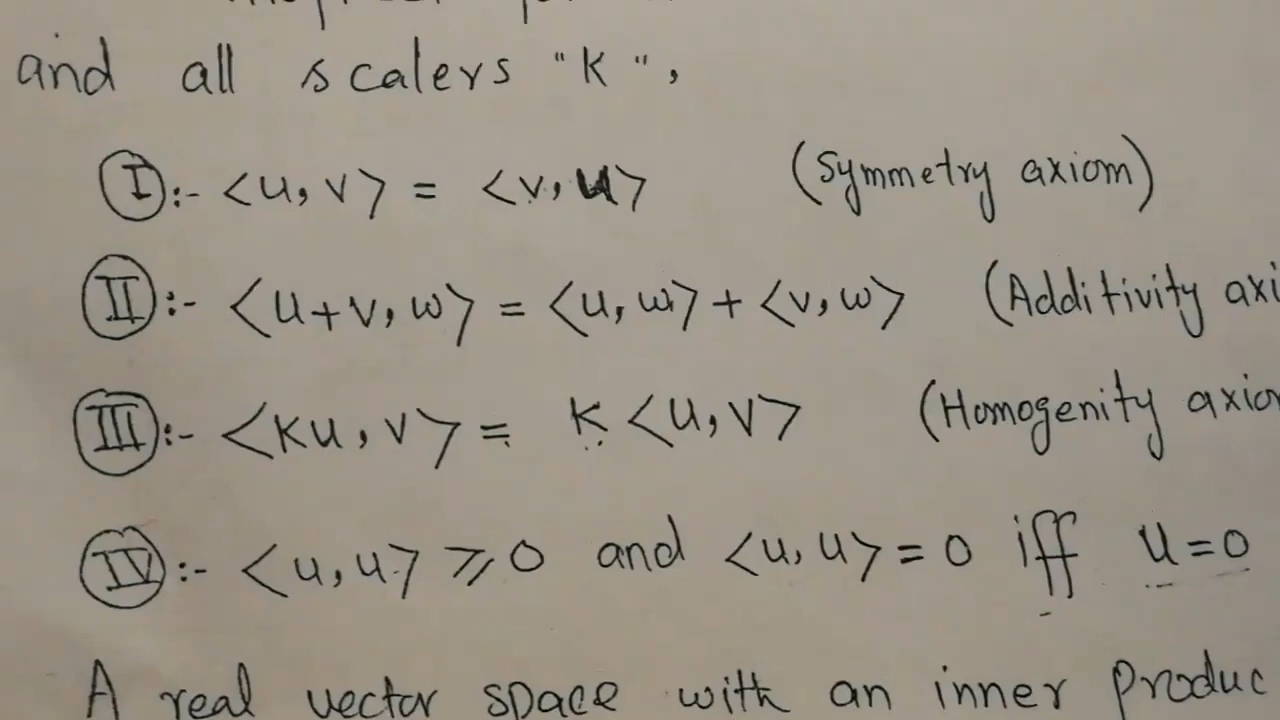 and all scalers "K",
(I):- <u, v> = <v, u> (Symmetry axiom)
(II):- <u+v, w> = <u, w> + <v, w> (Additivity axi
(III):- <Ku, v> = K <u, v> (Homogenity axiom
(IV):- <u, u> ≥ 0 and <u, u> = 0 iff u = 0
A real vector space with an inner produc